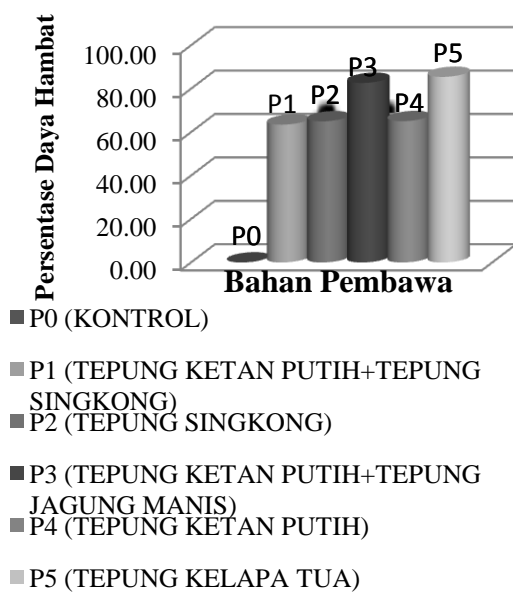 Persentase Daya Hambat
100.00
80.00
60.00
40.00
20.00
0.00
P0
P1
P2
P3
P4
P5
Bahan Pembawa
P0 (KONTROL)
P1 (TEPUNG KETAN PUTIH+TEPUNG
SINGKONG)
P2 (TEPUNG SINGKONG)
P3 (TEPUNG KETAN PUTIH+TEPUNG
JAGUNG MANIS)
P4 (TEPUNG KETAN PUTIH)
P5 (TEPUNG KELAPA TUA)